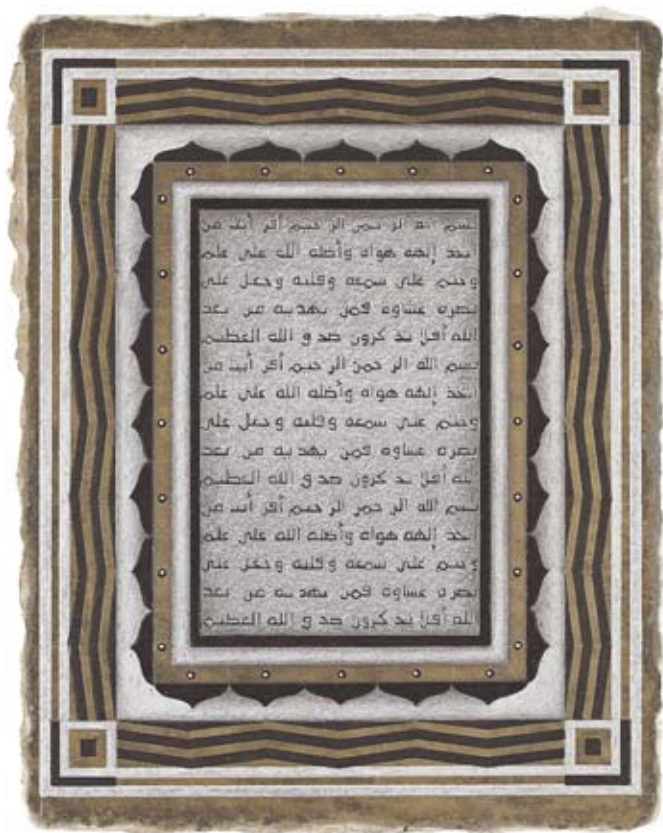 بسم الله الرحمن الرحيم أفرأيت من
اتخذ إلهه هواه وأضله الله على علم
وختم على سمعه وقلبه وجعل على
بصره غشاوه فمن يهديه من بعد
الله أفلا تذكرون صدق الله العظيم
بسم الله الرحمن الرحيم أفرأيت من
اتخذ إلهه هواه وأضله الله على علم
وختم على سمعه وقلبه وجعل على
بصره غشاوه فمن يهديه من بعد
الله أفلا تذكرون صدق الله العظيم
بسم الله الرحمن الرحيم أفرأيت من
اتخذ إلهه هواه وأضله الله على علم
وختم على سمعه وقلبه وجعل على
بصره غشاوه فمن يهديه من بعد
الله أفلا تذكرون صدق الله العظيم